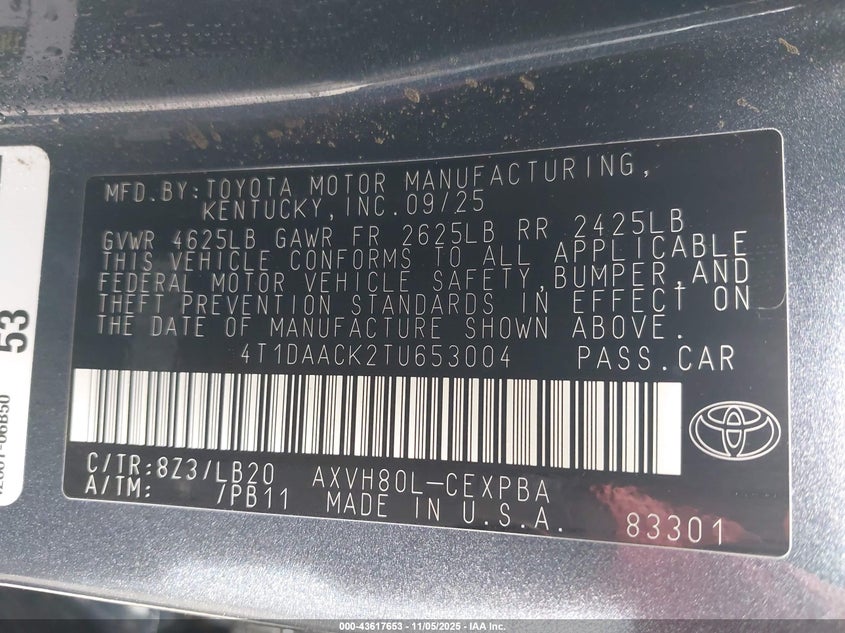 MFD.BY:TOYOTA MOTOR MANUFACTURING,
KENTUCKY,INC.09/25
GVWR 4625LB GAWR FR 2625LB RR 2425LB
THIS VEHICLE CONFORMS TO ALL APPLICABLE
FEDERAL MOTOR VEHICLE SAFETY,BUMPER,AND
THEFT PREVENTION STANDARDS IN EFFECT ON
THE DATE OF MANUFACTURE SHOWN ABOVE.
4T1DAACK2TU653004 PASS.CAR
C/TR:8Z3/LB20 AXVH80L-CEXPBA
A/TM: /PB11 MADE IN U.S.A.
83301
53
000-43617653 - 11/05/2025 - IAA Inc.